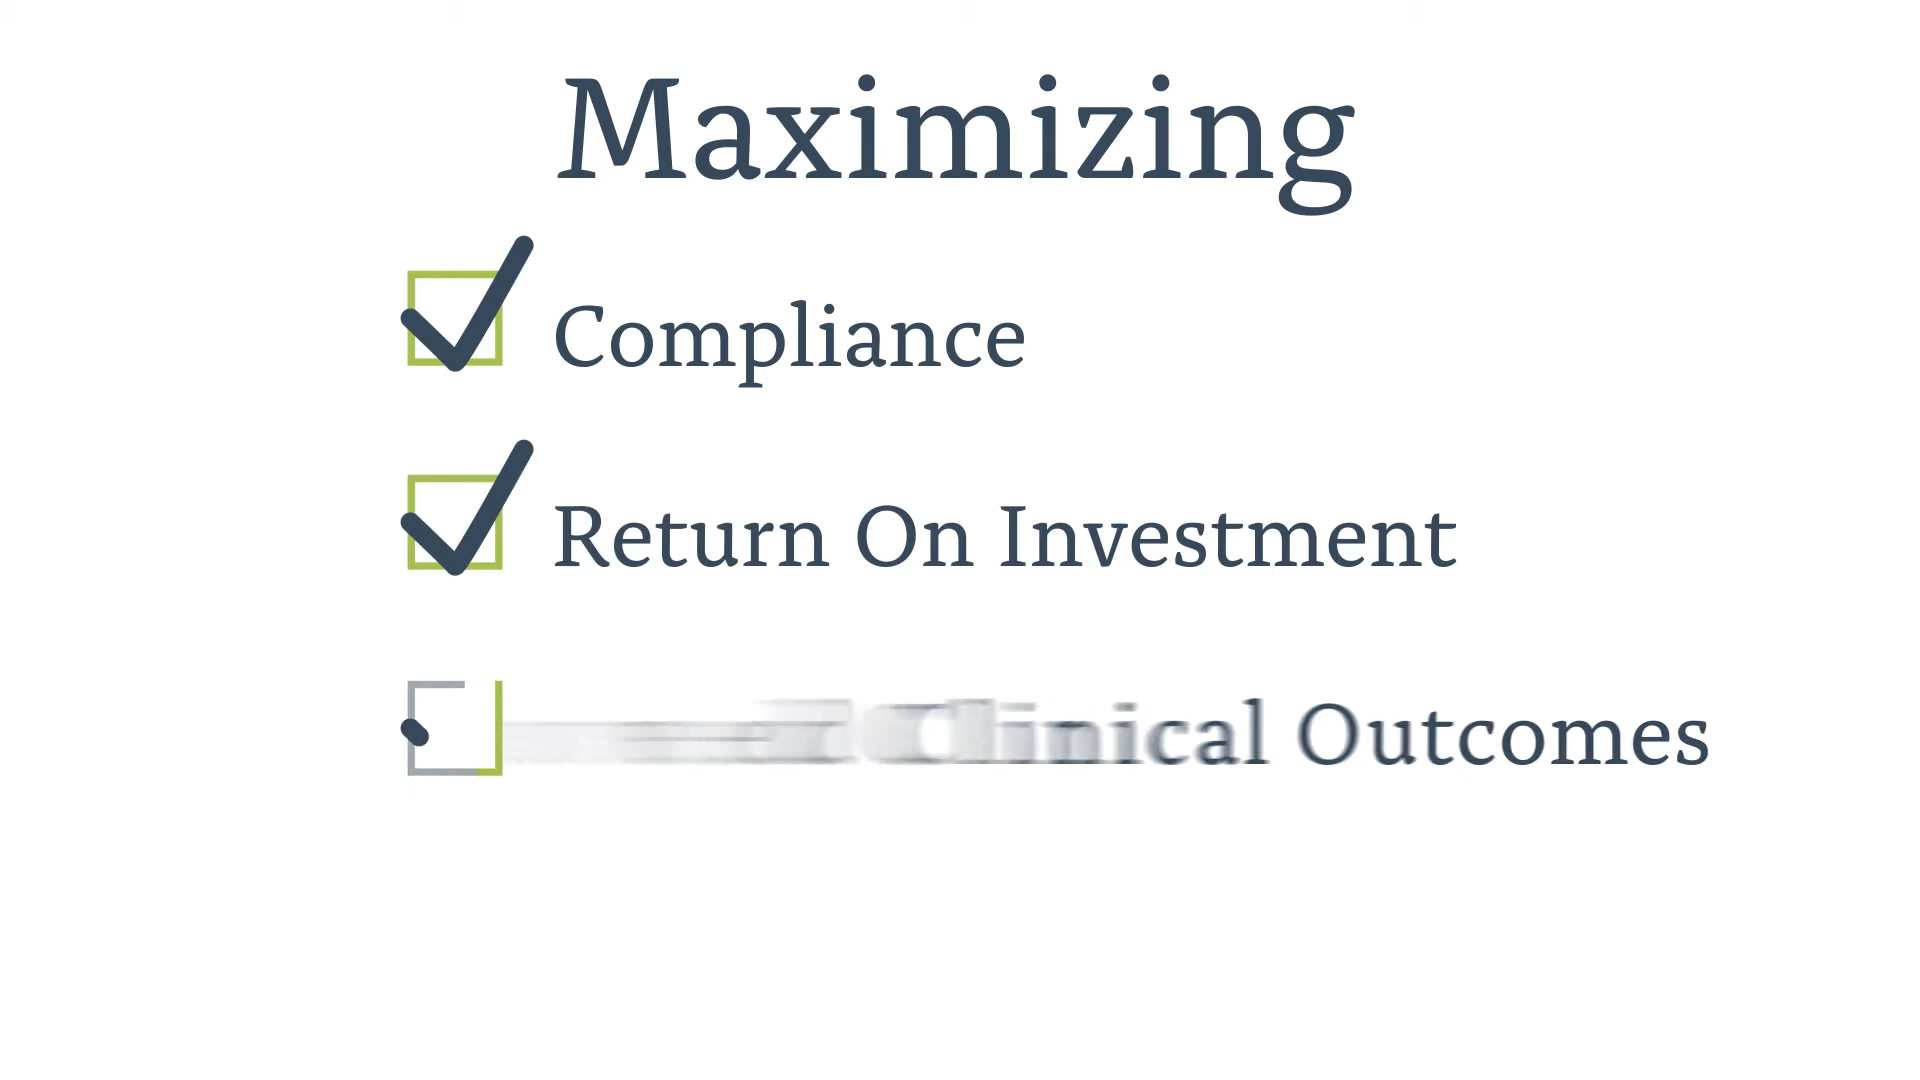 Maximizing
Compliance
Return On Investment
Clinical Outcomes